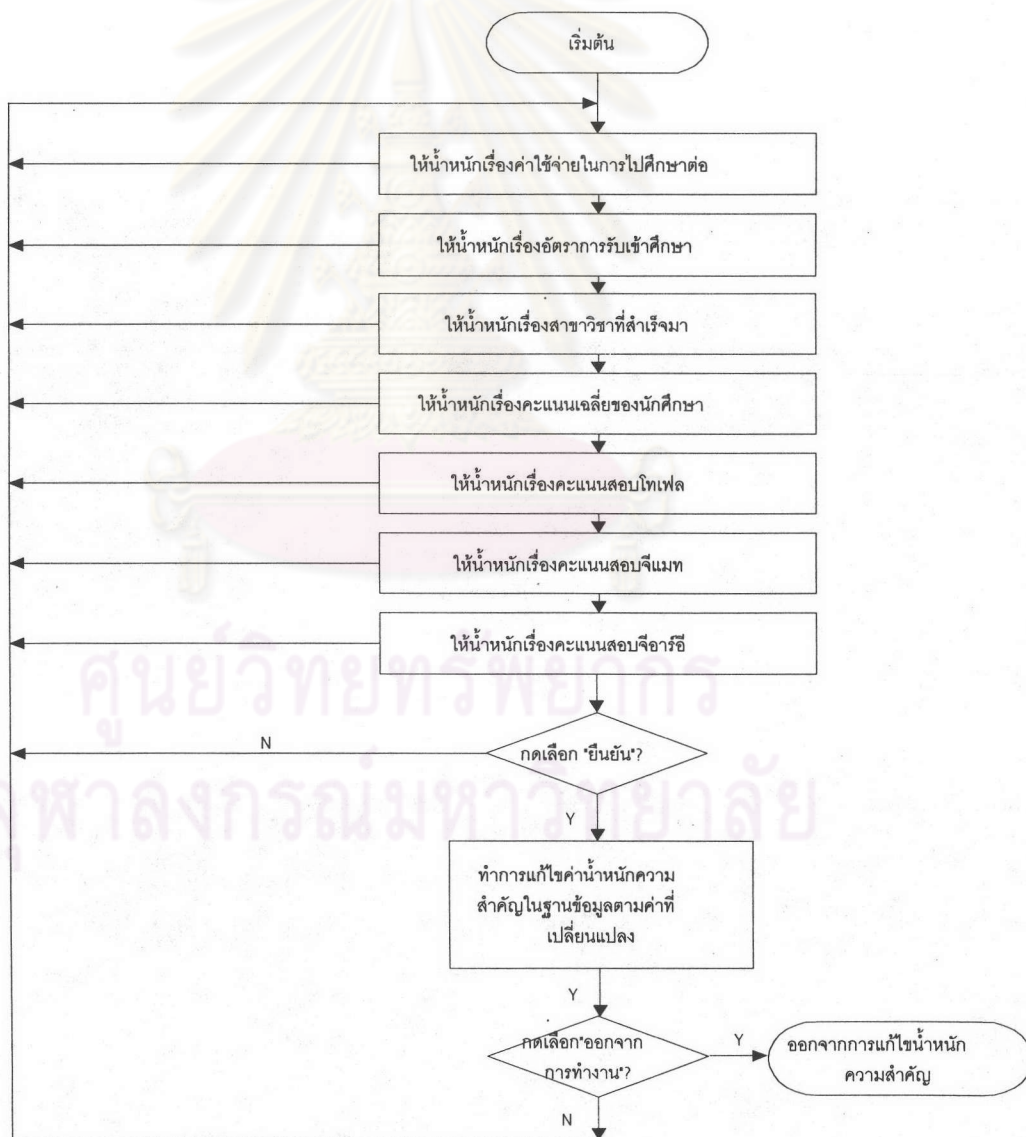 เริ่มต้น
ให้น้ำหนักเรื่องค่าใช้จ่ายในการไปศึกษาต่อ
ให้น้ำหนักเรื่องอัตราการรับเข้าศึกษา
ให้น้ำหนักเรื่องสาขาวิชาที่สำเร็จมา
ให้น้ำหนักเรื่องคะแนนเฉลี่ยของนักศึกษา
ให้น้ำหนักเรื่องคะแนนสอบโทเฟล
ให้น้ำหนักเรื่องคะแนนสอบจีแมท
ให้น้ำหนักเรื่องคะแนนสอบจีอาร์อี
ศูนย์วิทยทรัพยากร
N
กดเลือก "ยืนยัน"?
จุฬาลงกรณ์มหาวิทยาลัย
Y
ทำการแก้ไขค่าน้ำหนักความ
สำคัญในฐานข้อมูลตามค่าที่
เปลี่ยนแปลง
Y
กดเลือก"ออกจาก
การทำงาน"?
Y
ออกจากการแก้ไขน้ำหนัก
ความสำคัญ
N